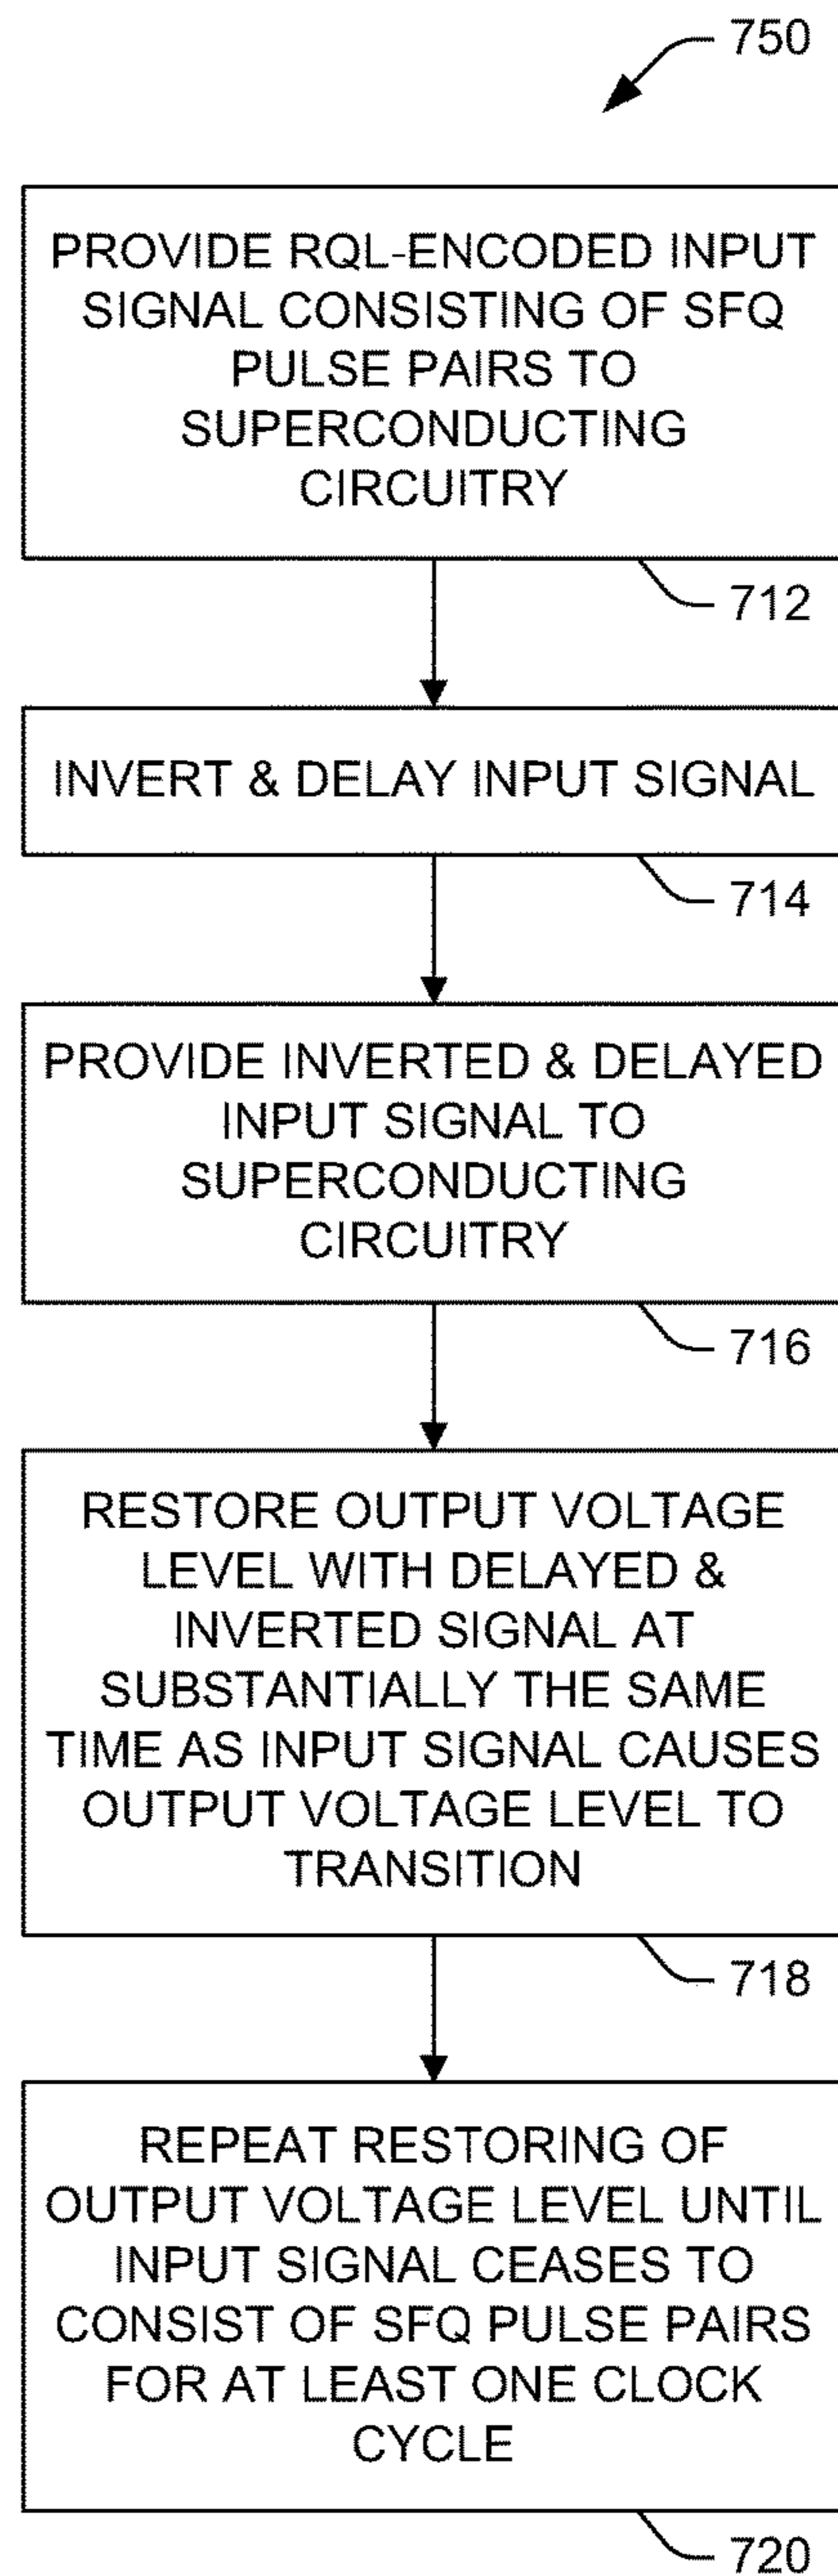 750
PROVIDE RQL-ENCODED INPUT
SIGNAL CONSISTING OF SFQ
PULSE PAIRS TO
SUPERCONDUCTING
CIRCUITRY
712
INVERT & DELAY INPUT SIGNAL
714
PROVIDE INVERTED & DELAYED
INPUT SIGNAL TO
SUPERCONDUCTING
CIRCUITRY
716
RESTORE OUTPUT VOLTAGE
LEVEL WITH DELAYED &
INVERTED SIGNAL AT
SUBSTANTIALLY THE SAME
TIME AS INPUT SIGNAL CAUSES
OUTPUT VOLTAGE LEVEL TO
TRANSITION
718
REPEAT RESTORING OF
OUTPUT VOLTAGE LEVEL UNTIL
INPUT SIGNAL CEASES TO
CONSIST OF SFQ PULSE PAIRS
FOR AT LEAST ONE CLOCK
CYCLE
720